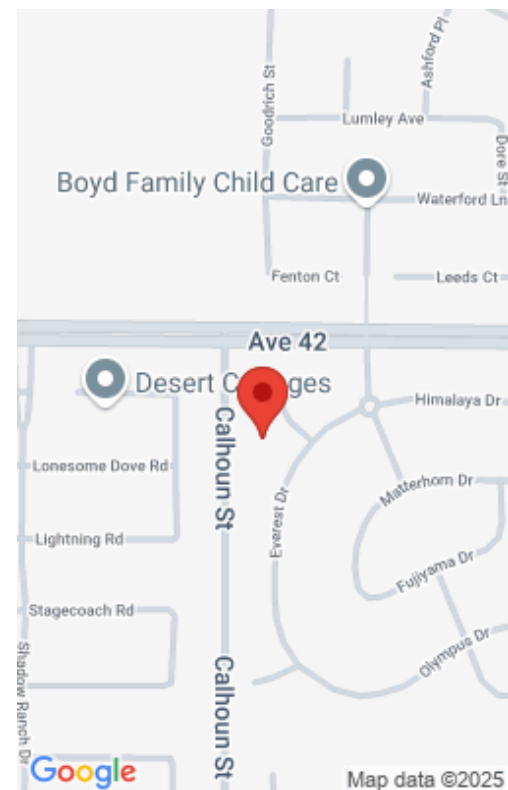 Ashford Pl
Goodrich St
Lumley Ave
Dore St
Boyd Family Child Care
Waterford Ln
Fenton Ct
Leeds Ct
Ave 42
Desert C ges
Himalaya Dr
Calhoun St
Lonesome Dove Rd
Matterhorn Dr
Everest Dr
Lightning Rd
Fujiyama Dr
Stagecoach Rd
Olympus Dr
Shadow Ranch Dr
Calhoun St
Google
Map data ©2025